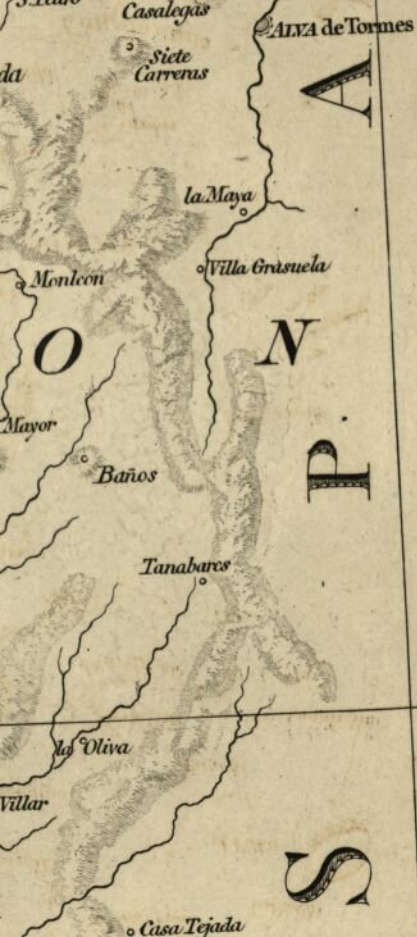 Casalegas
ALVA de Tormes
Siete
Carreras
da
A
la Maya
Villa Grasuela
Monleon
O
N
Mayor
P
Baños
Tanabares
la Oliva
Villar
S
Casa Tejada